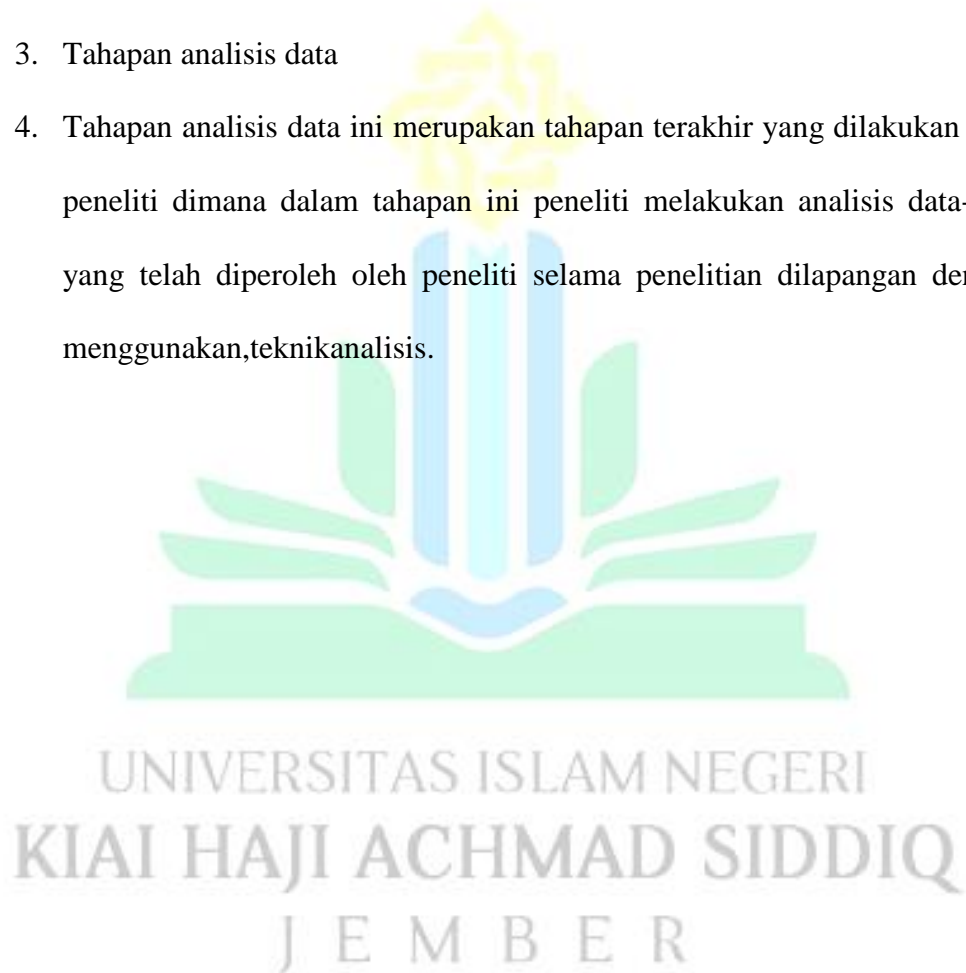 3. Tahapan analisis data
4. Tahapan analisis data ini merupakan tahapan terakhir yang dilakukan
peneliti dimana dalam tahapan ini peneliti melakukan analisis data-
yang telah diperoleh oleh peneliti selama penelitian dilapangan
menggunakan,teknikanalisis.
UNIVERSITAS ISLAM NEGERI
KIAI HAJI ACHMAD SIDDIQ
JEMBER